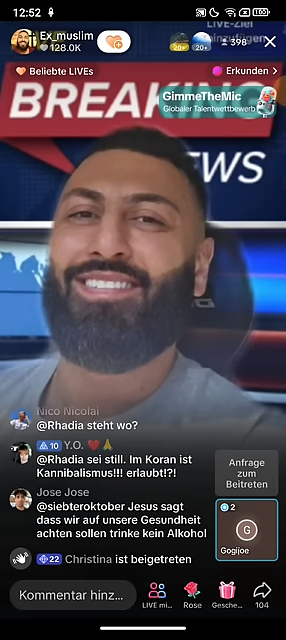 12:52
Ex_muslim
128.0K
20+
20+
398
LIVE-Ziel
hinzufügen
Beliebte LIVEs
Erkunden >
BREAKING
GimmeTheMic
Globaler Talentwettbewerb
NEWS
Nico Nicolai
@Rhadia steht wo?
10 Y.O. ❤️🙏
@Rhadia sei still. Im Koran ist
Kannibalismus!!! erlaubt!?!
Jose Jose
@siebteroktober Jesus sagt
dass wir auf unsere Gesundheit
achten sollen trinke kein Alkohol
22 Christina ist beigetreten
Anfrage
zum
Beitreten
2
G
Gogijoe
Kommentar hinz...
LIVE mi...
Rose
Gesche...
104